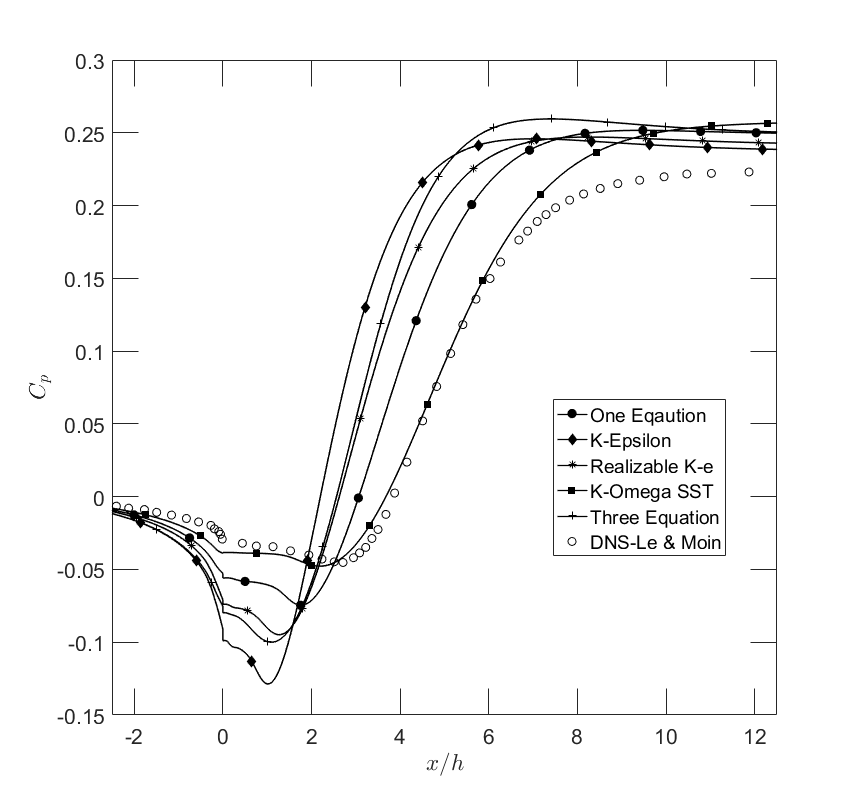 0.3
0.25
0.2
0.15
0.1
0.05
0
-0.05
-0.1
-0.15
C_p
-2 0 2 4 6 8 10 12
x/h
One Eqaution
K-Epsilon
Realizable K-e
K-Omega SST
Three Equation
DNS-Le & Moin